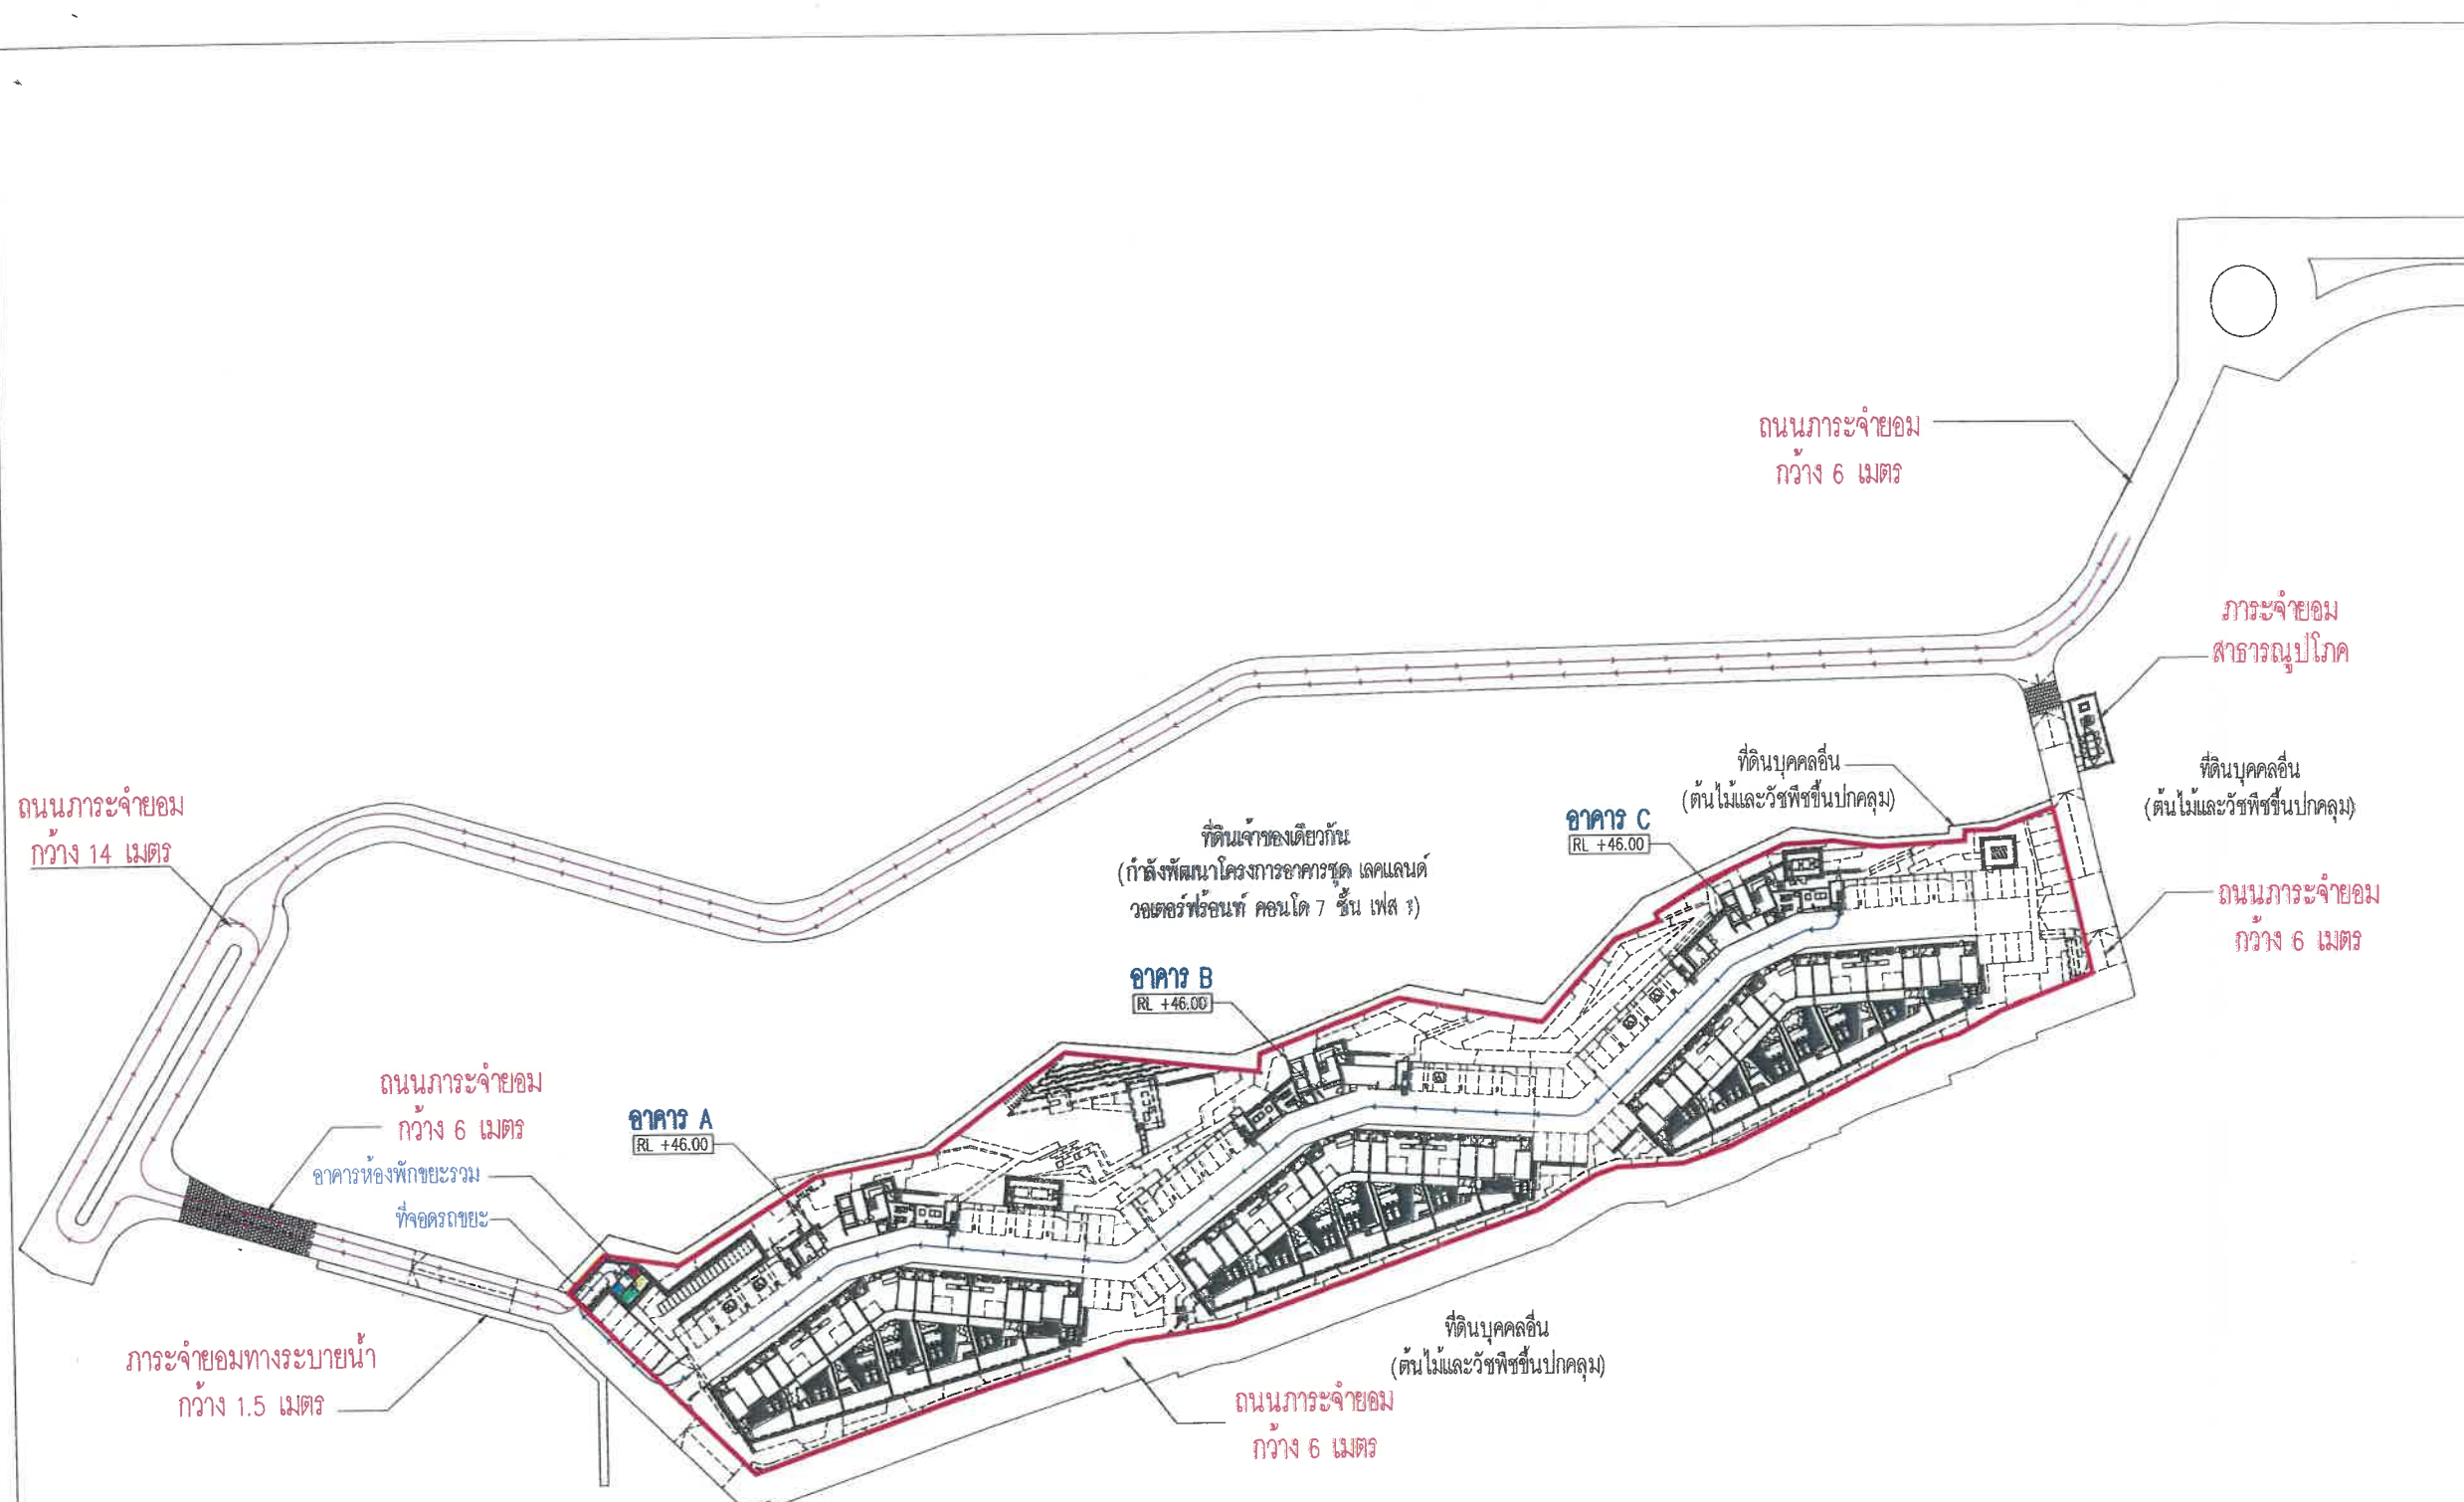 ถนนภาระจำยอม
กว้าง 6 เมตร
ภาระจำยอม
สาธารณูปโภค
ที่ดินบุคคลอื่น
(ต้นไม้และวัชพืชขึ้นปกคลุม)
ที่ดินบุคคลอื่น
(ต้นไม้และวัชพืชขึ้นปกคลุม)
ถนนภาระจำยอม
กว้าง 14 เมตร
ที่ดินเจ้าของเดียวกัน
(กำลังพัฒนาโครงการอาคารชุด เลคแลนด์
วอเตอร์ฟร้อนท์ คอนโด 7 ชั้น เฟส 1)
อาคาร C
RL +46.00
ถนนภาระจำยอม
กว้าง 6 เมตร
อาคาร B
RL +46.00
ถนนภาระจำยอม
กว้าง 6 เมตร
อาคาร A
RL +46.00
อาคารห้องพักขยะรวม
ที่จอดรถขยะ
ภาระจำยอมทางระบายน้ำ
กว้าง 1.5 เมตร
ที่ดินบุคคลอื่น
(ต้นไม้และวัชพืชขึ้นปกคลุม)
ถนนภาระจำยอม
กว้าง 6 เมตร